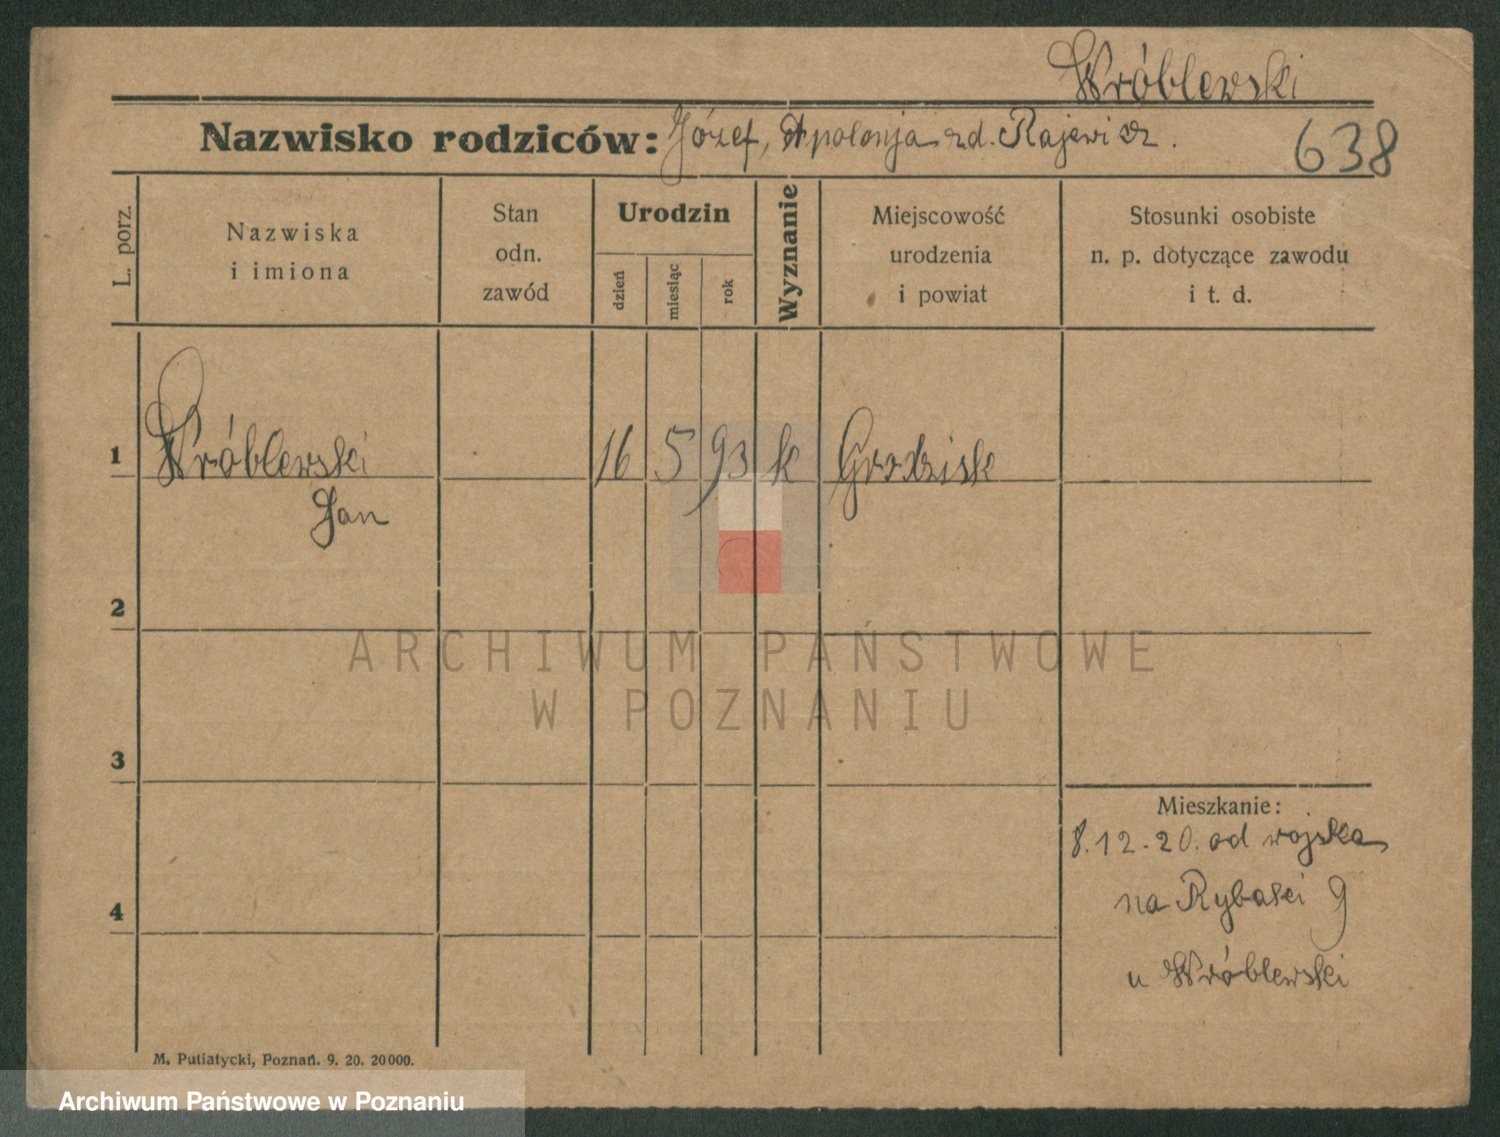 Wróblewski
Nazwisko rodziców: Józef, Apolonja zd. Rajewicz.
638
L. porz.
Nazwiska
i imiona
Stan
odn.
zawód
Urodzin
dzień
miesiąc
rok
Wyznanie
Miejscowość
urodzenia
i powiat
Stosunki osobiste
n. p. dotyczące zawodu
i t. d.
1 Wróblewski 16 5 93 k Grodzisk
Jan
2
ARCHIWUM PAŃSTWOWE
W POZNANIU
3
Mieszkanie:
8.12.20. od wojska
4
na Rybaki 9
u Wróblewski
M. Putiatycki, Poznań. 9. 20. 20000.
Archiwum Państwowe w Poznaniu